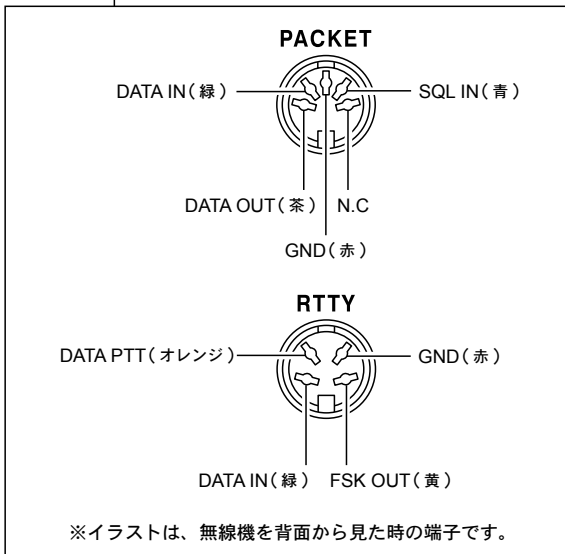 PACKET
DATA IN(緑)
SQL IN(青)
DATA OUT(茶)
N.C
GND(赤)
RTTY
DATA PTT(オレンジ)
GND(赤)
DATA IN(緑)
FSK OUT(黄)
※イラストは、無線機を背面から見た時の端子です。